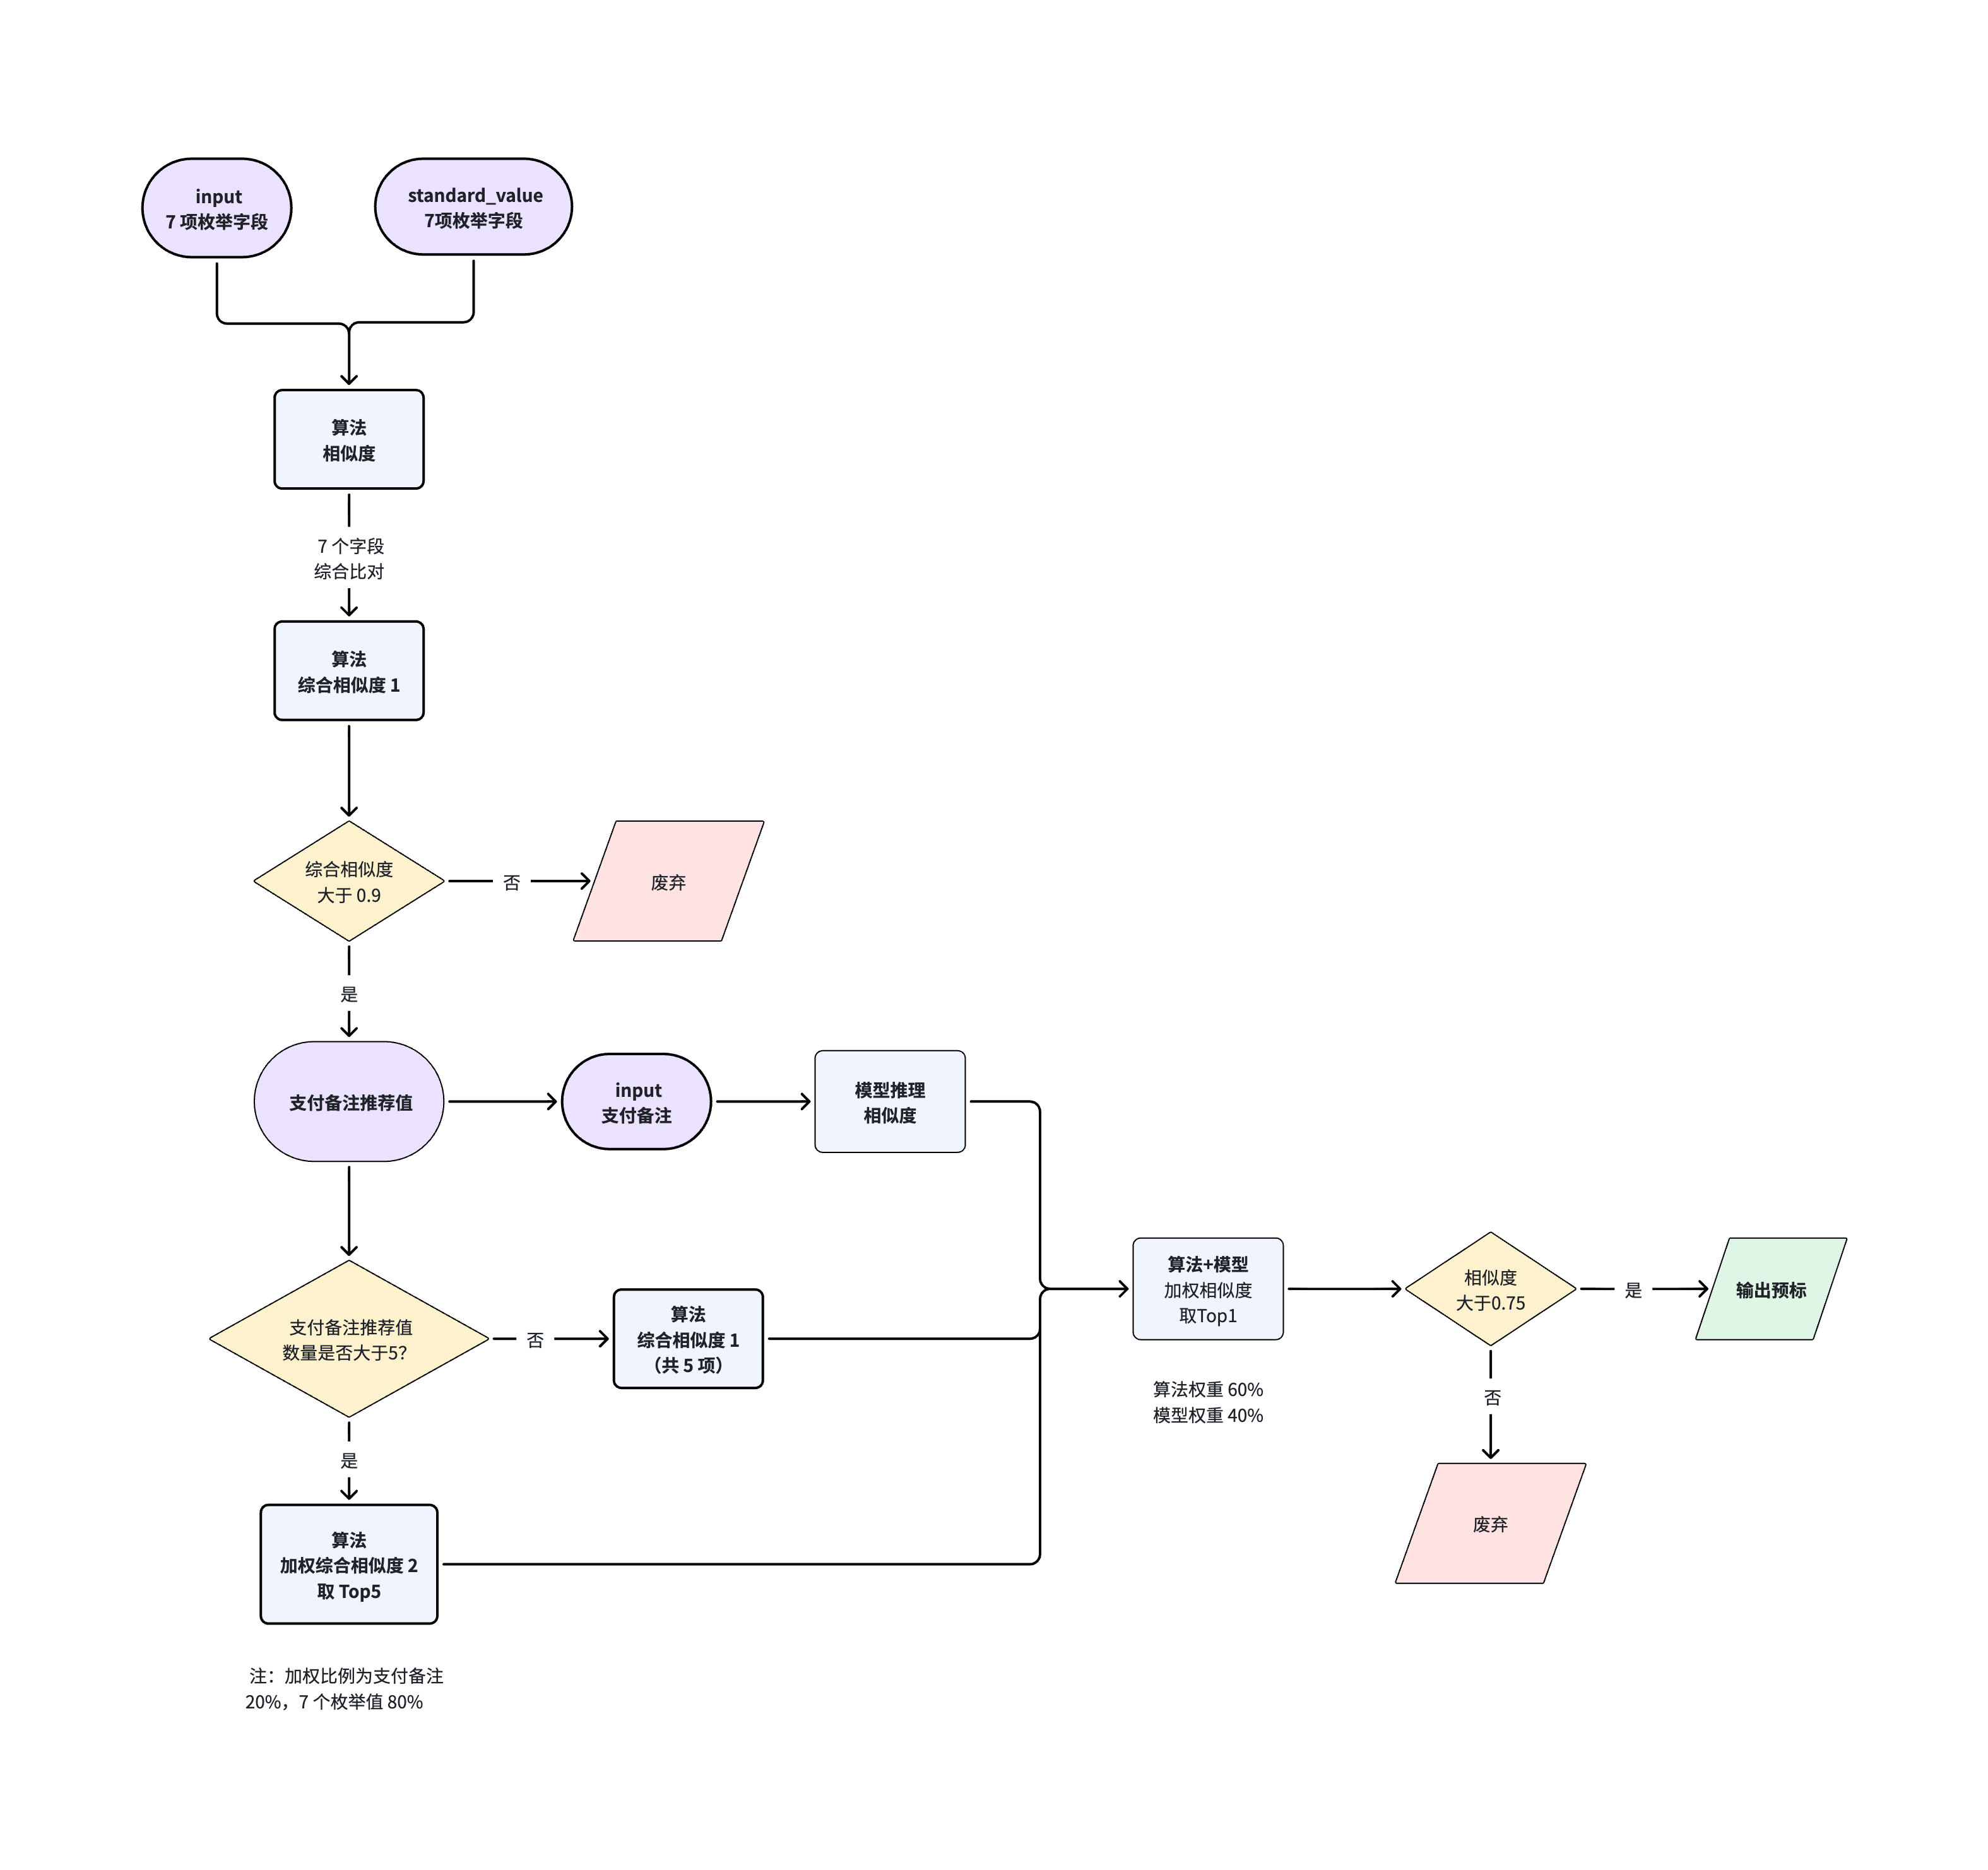 input
7 项枚举字段
standard_value
7项枚举字段
算法
相似度
7 个字段
综合比对
算法
综合相似度 1
综合相似度
大于 0.9
否
废弃
是
支付备注推荐值
input
支付备注
模型推理
相似度
支付备注推荐值
数量是否大于5?
否
算法
综合相似度 1
（共 5 项）
算法+模型
加权相似度
取Top1
算法权重 60%
模型权重 40%
相似度
大于0.75
是
输出预标
否
废弃
是
算法
加权综合相似度 2
取 Top5
注：加权比例为支付备注
20%，7 个枚举值 80%